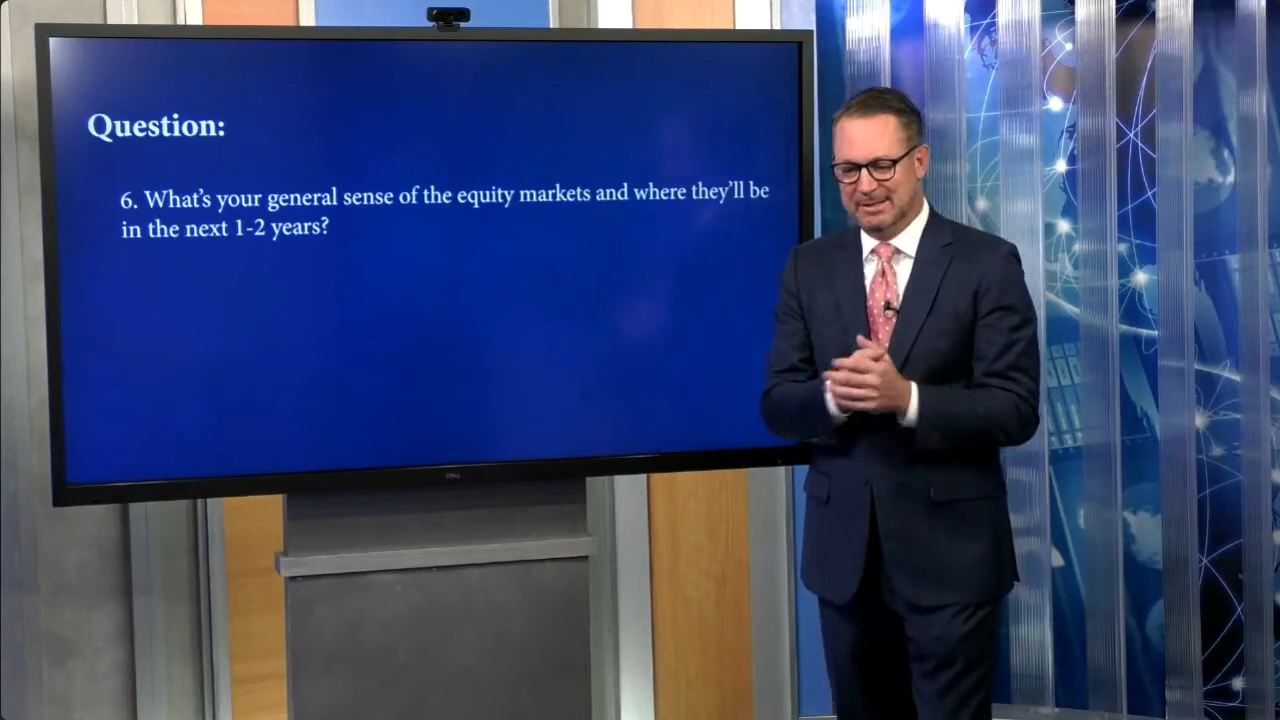 Question:
6. What's your general sense of the equity markets and where they'll be
in the next 1-2 years?
DELL